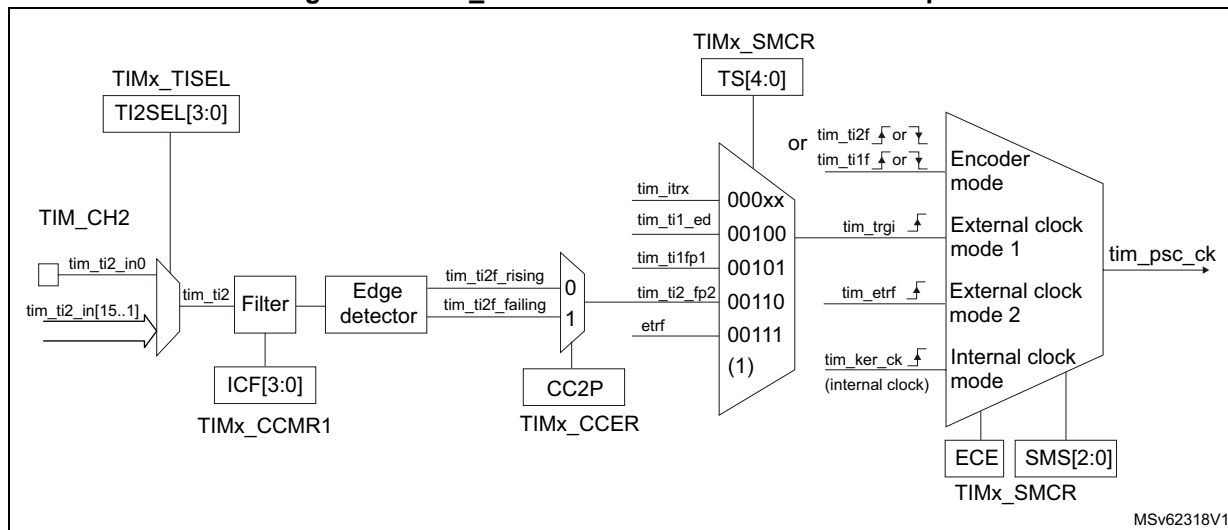 TIMx_SMCR
TS[4:0]
TIMx_TISEL
TI2SEL[3:0]
TIM_CH2
tim_ti2_in0
tim_ti2_in[15..1]
tim_ti2
Filter
ICF[3:0]
TIMx_CCMR1
Edge
detector
tim_ti2f_rising
tim_ti2f_failing
0
1
CC2P
TIMx_CCER
tim_itrx
000xx
tim_ti1_ed
00100
tim_ti1fp1
00101
tim_ti2_fp2
00110
etrf
00111
(1)
or
tim_ti2f or
tim_ti1f or
Encoder
mode
tim_trgi
External clock
mode 1
tim_etrf
External clock
mode 2
tim_ker_ck
(internal clock)
Internal clock
mode
tim_psc_ck
ECE
SMS[2:0]
TIMx_SMCR
MSv62318V1